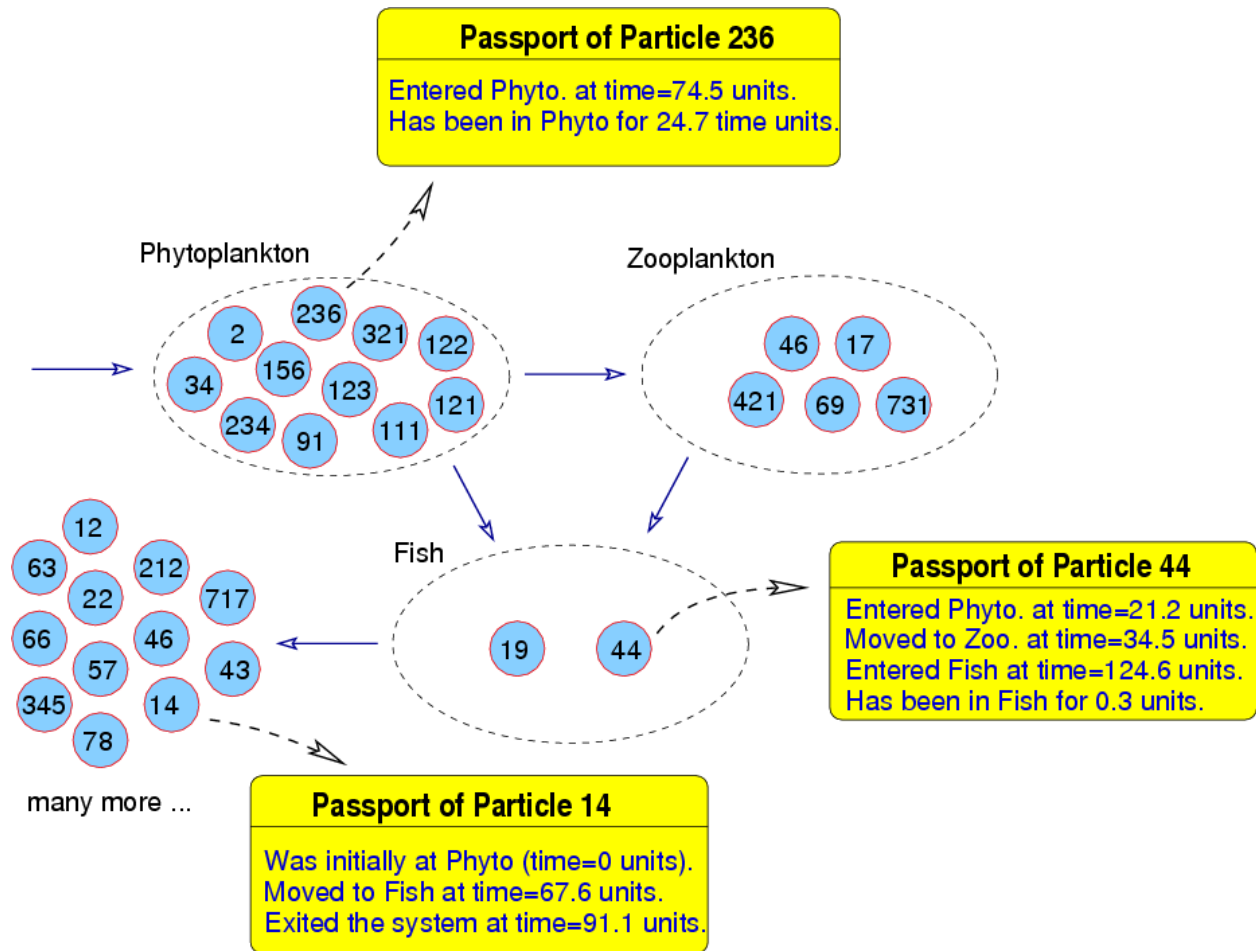 Passport of Particle 236
Entered Phyto. at time=74.5 units.
Has been in Phyto for 24.7 time units.
Phytoplankton
Zooplankton
236
2
321
122
156
34
123
121
234
91
111
46
17
421
69
731
Fish
19
44
Passport of Particle 44
Entered Phyto. at time=21.2 units.
Moved to Zoo. at time=34.5 units.
Entered Fish at time=124.6 units.
Has been in Fish for 0.3 units.
12
63
212
22
717
66
46
57
43
345
14
78
many more ...
Passport of Particle 14
Was initially at Phyto (time=0 units).
Moved to Fish at time=67.6 units.
Exited the system at time=91.1 units.